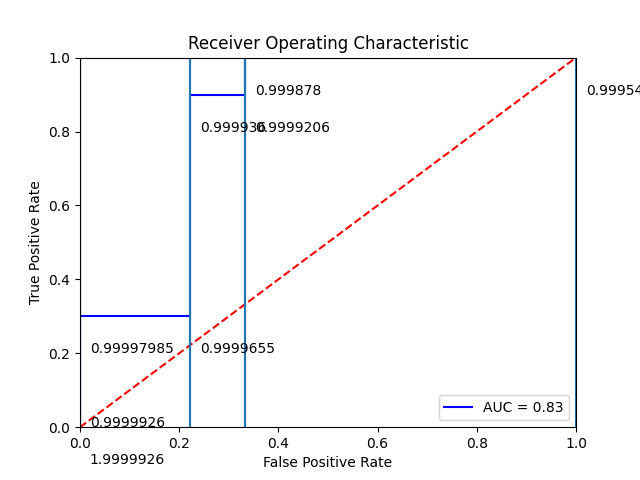 Receiver Operating Characteristic
1.0
0.999878
0.99954
0.8
0.999936
0.9999206
True Positive Rate
0.6
0.4
0.99997985
0.9999655
0.2
0.9999926
AUC = 0.83
0.0
0.0 0.2 0.4 0.6 0.8 1.0
1.9999926
False Positive Rate